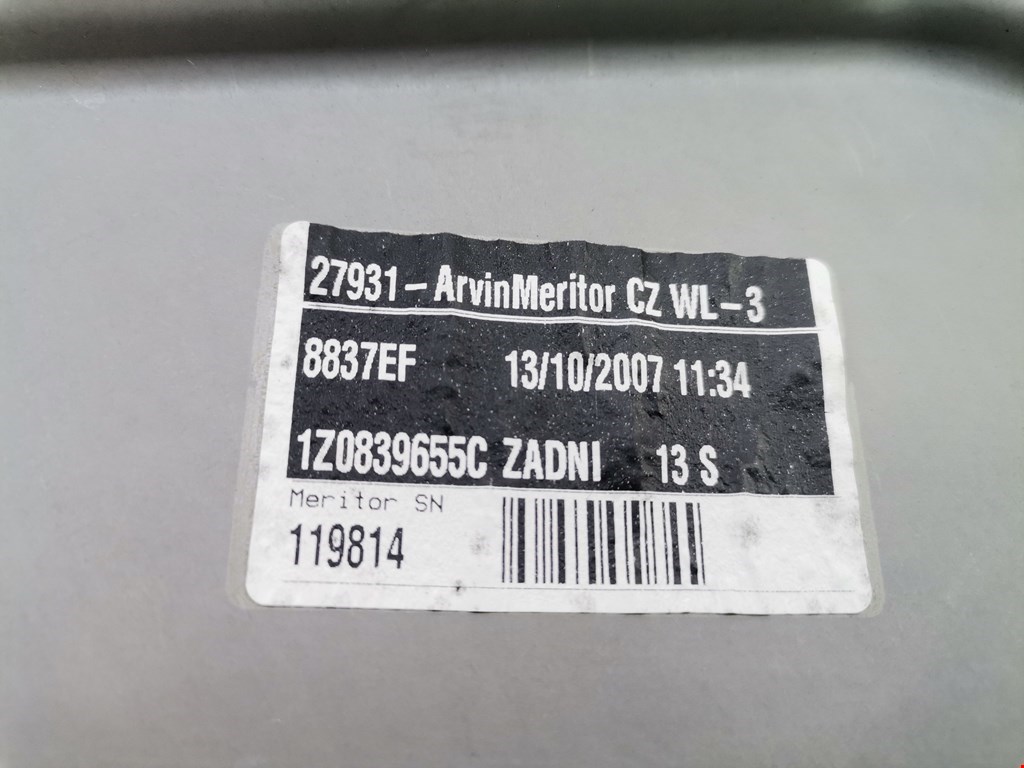 27931- ArvinMeritor CZ WL-3
8837EF 13/10/2007 11:34
1Z0839655C ZADNI 13 S
Meritor SN
119814